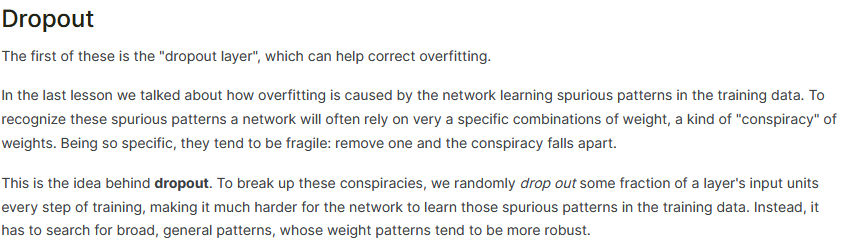 Dropout
The first of these is the "dropout layer", which can help correct overfitting.
In the last lesson we talked about how overfitting is caused by the network learning spurious patterns in the training data. To
recognize these spurious patterns a network will often rely on very a specific combinations of weight, a kind of "conspiracy" of
weights. Being so specific, they tend to be fragile: remove one and the conspiracy falls apart.
This is the idea behind dropout. To break up these conspiracies, we randomly drop out some fraction of a layer's input units
every step of training, making it much harder for the network to learn those spurious patterns in the training data. Instead, it
has to search for broad, general patterns, whose weight patterns tend to be more robust.